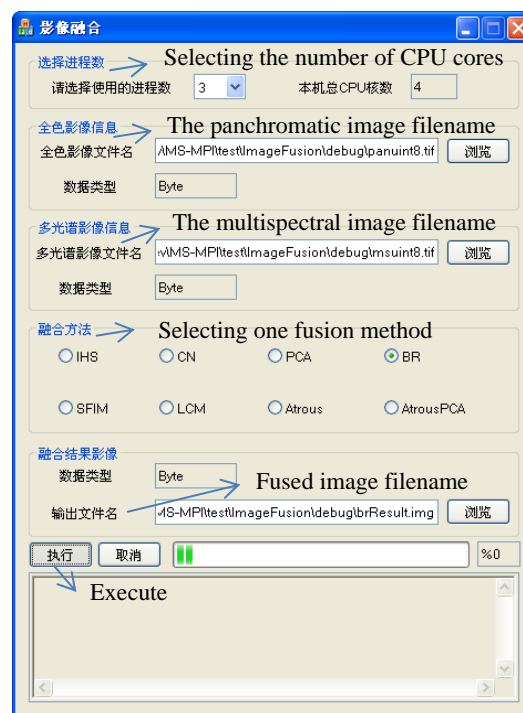 影像融合
选择进程数 Selecting the number of CPU cores
请选择使用的进程数 3 本机总CPU核数 4
全色影像信息 The panchromatic image filename
全色影像文件名 \MS-MPI\test\ImageFusion\debug\panuint8.tif 浏览
数据类型 Byte
多光谱影像信息 The multispectral image filename
多光谱影像文件名 \MS-MPI\test\ImageFusion\debug\msuint8.tif 浏览
数据类型 Byte
融合方法 Selecting one fusion method
IHS CN PCA BR
SFIM LCM Atrous AtrousPCA
融合结果影像
数据类型 Byte Fused image filename
输出文件名 MS-MPI\test\ImageFusion\debug\brResult.img 浏览
执行 取消 %0
Execute